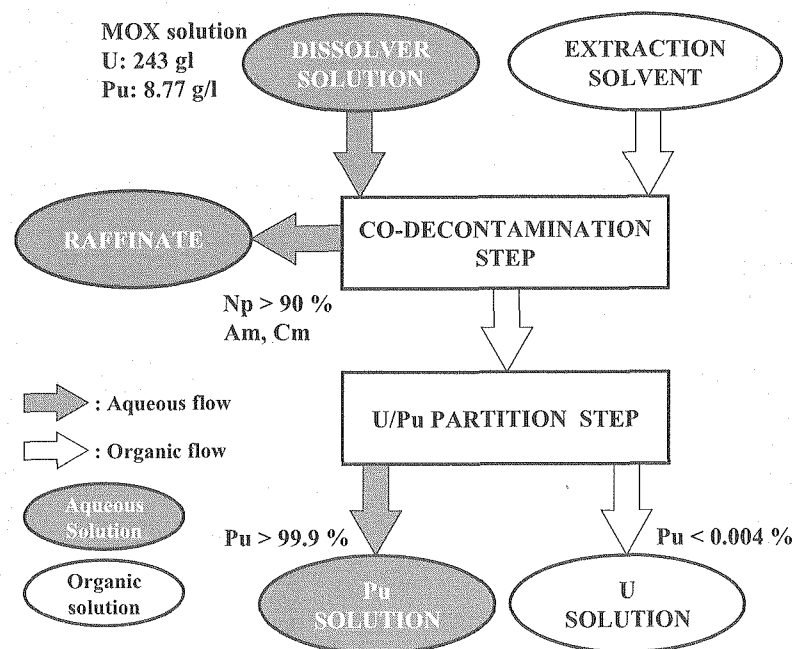 MOX solution
U: 243 gl
Pu: 8.77 g/l
DISSOLVER
SOLUTION
EXTRACTION
SOLVENT
RAFFINATE
CO-DECONTAMINATION
STEP
Np > 90 %
Am, Cm
U/Pu PARTITION STEP
: Aqueous flow
: Organic flow
Aqueous
Solution
Organic
solution
Pu > 99.9 %
Pu < 0.004 %
Pu
SOLUTION
U
SOLUTION